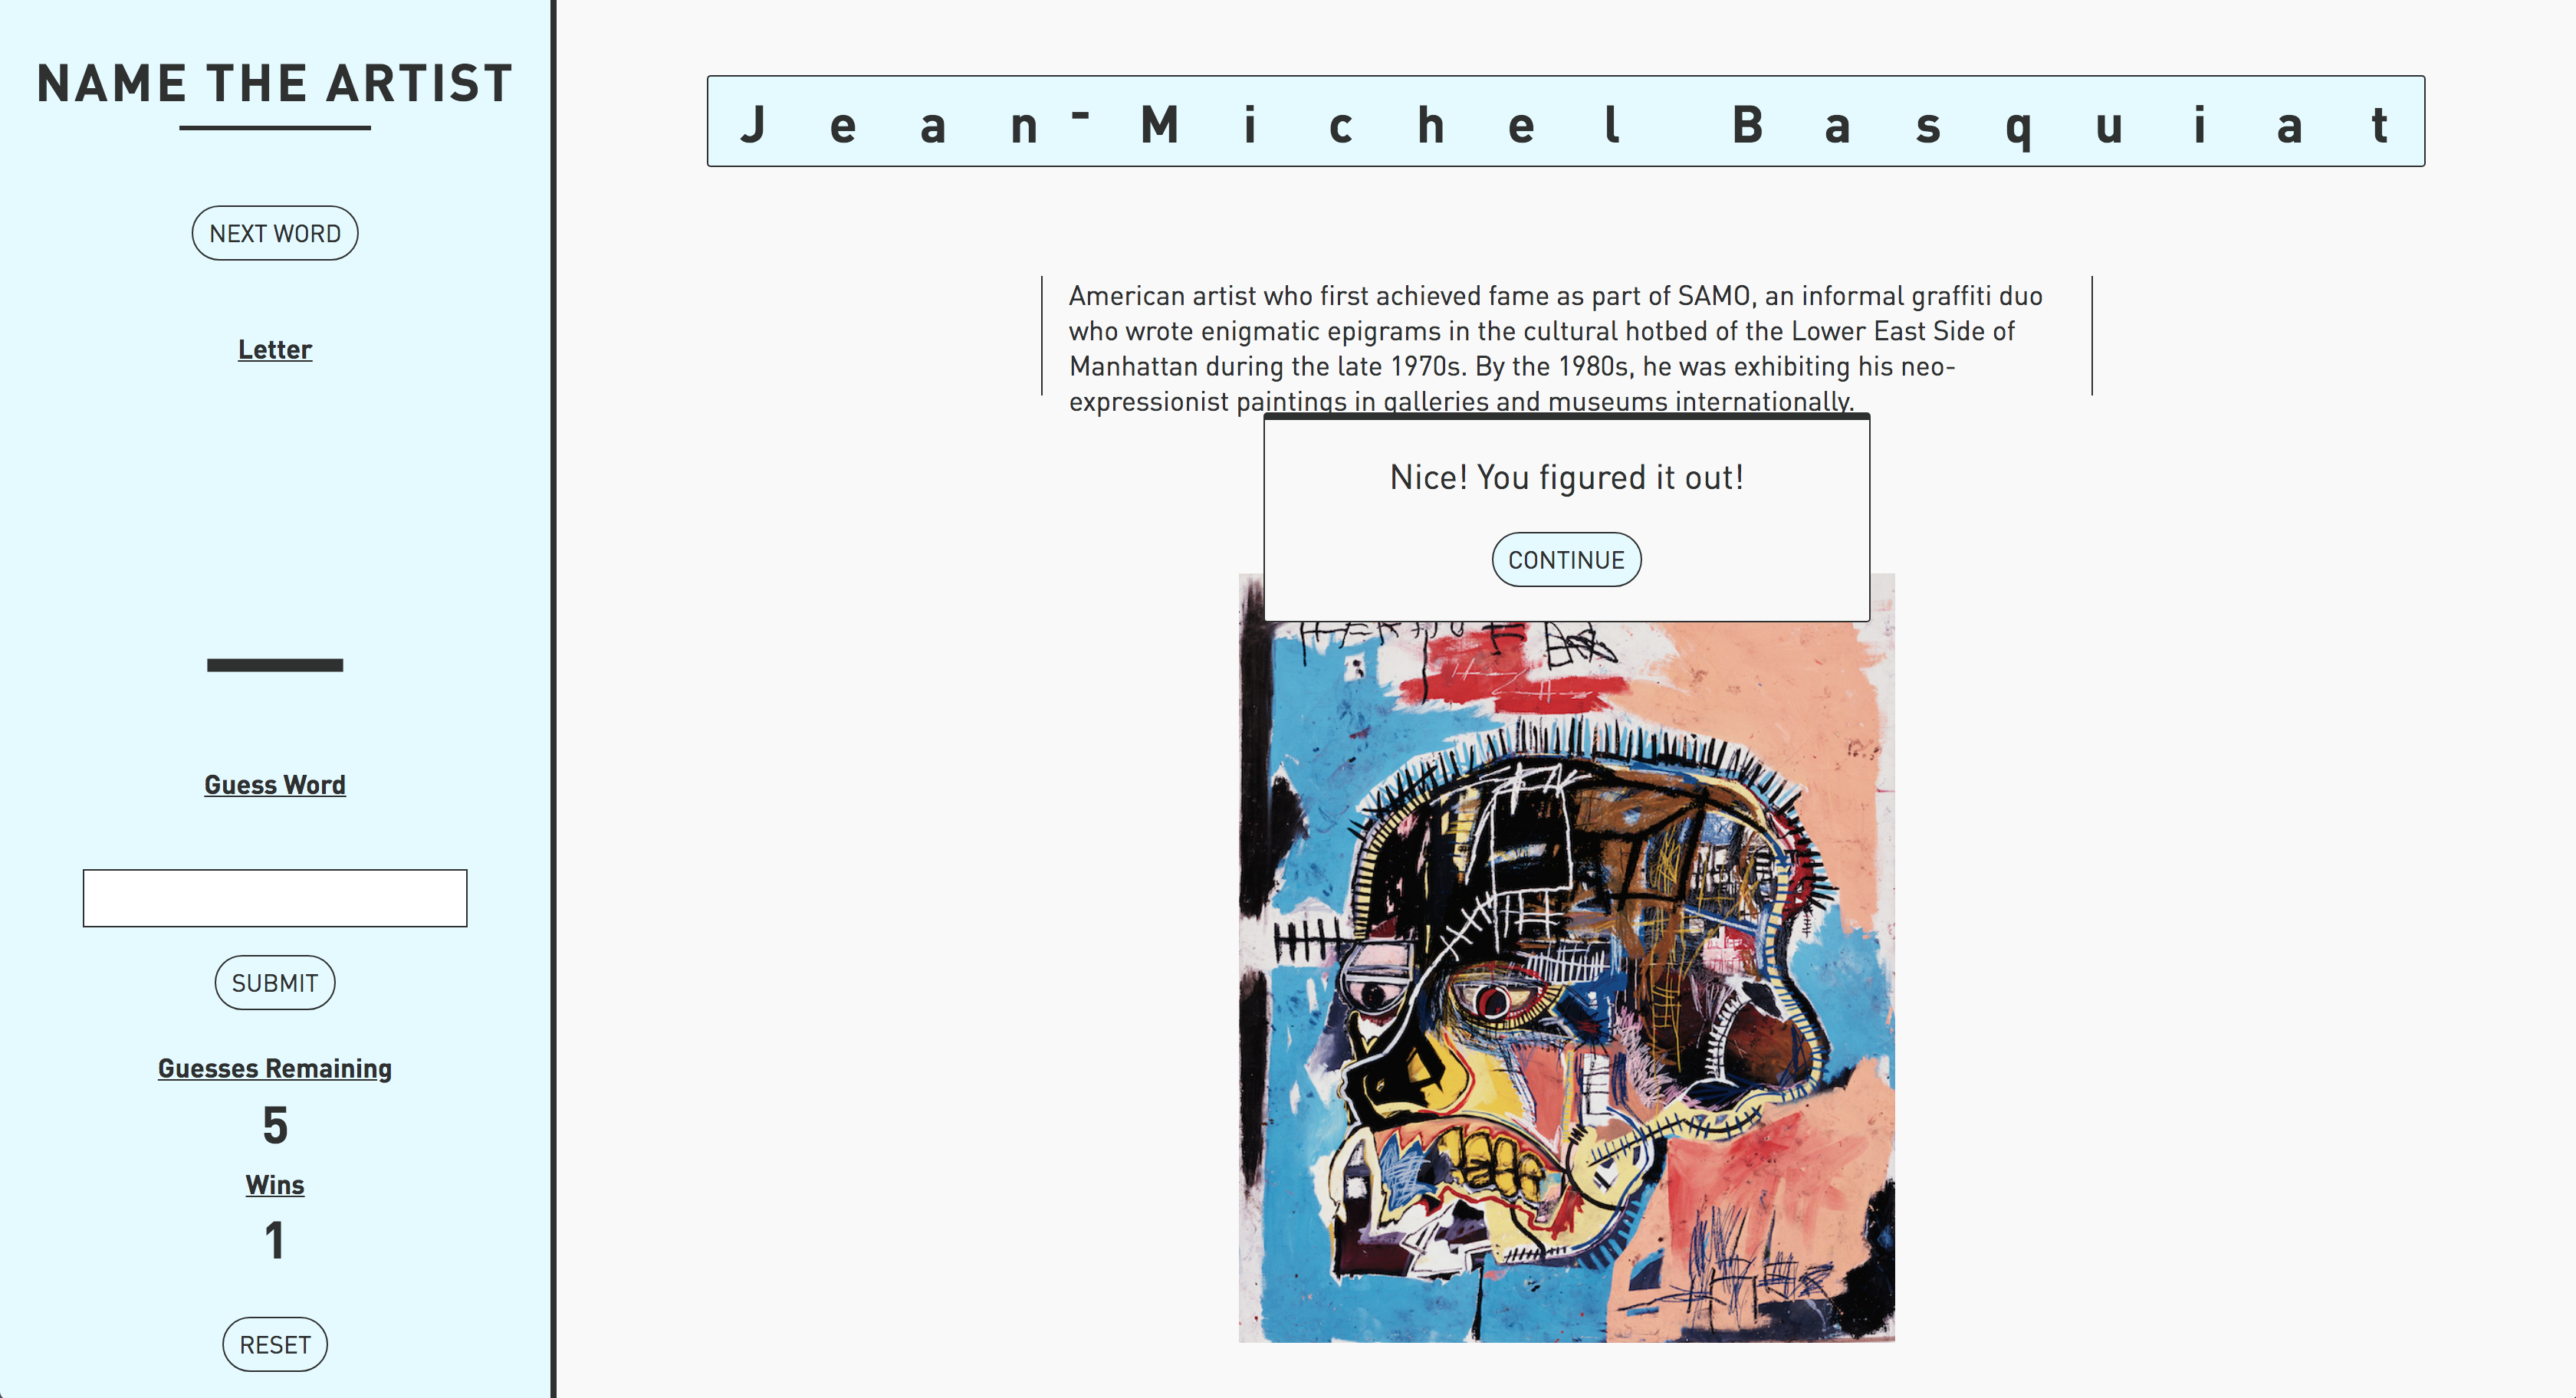 NAME THE ARTIST
NEXT WORD
Letter
Guess Word
SUBMIT
Guesses Remaining
5
Wins
1
RESET
Jean-Michel Basquiat
American artist who first achieved fame as part of SAMO, an informal graffiti duo
who wrote enigmatic epigrams in the cultural hotbed of the Lower East Side of
Manhattan during the late 1970s. By the 1980s, he was exhibiting his neo-
expressionist paintings in galleries and museums internationally.
Nice! You figured it out!
CONTINUE